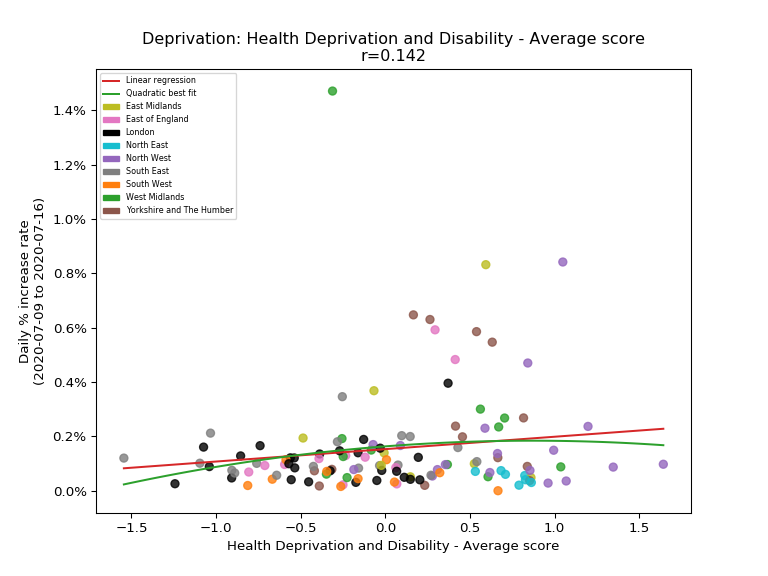 Deprivation: Health Deprivation and Disability - Average score
r=0.142
Linear regression
Quadratic best fit
East Midlands
East of England
London
North East
North West
South East
South West
West Midlands
Yorkshire and The Humber
1.4%
1.2%
1.0%
0.8%
0.6%
0.4%
0.2%
0.0%
Daily % increase rate
(2020-07-09 to 2020-07-16)
−1.5
−1.0
−0.5
0.0
0.5
1.0
1.5
Health Deprivation and Disability - Average score